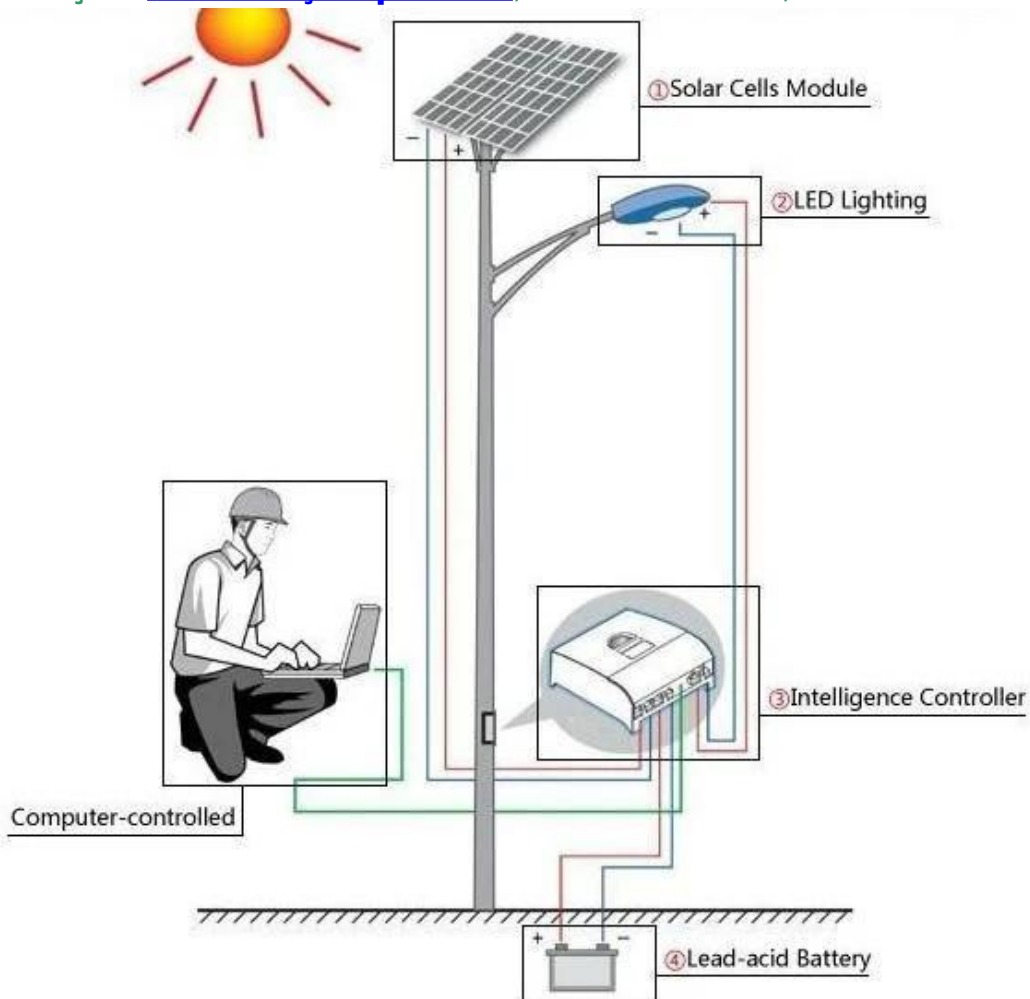 ①Solar Cells Module
− +
②LED Lighting
+
−
③Intelligence Controller
Computer-controlled
+ −
④Lead-acid Battery